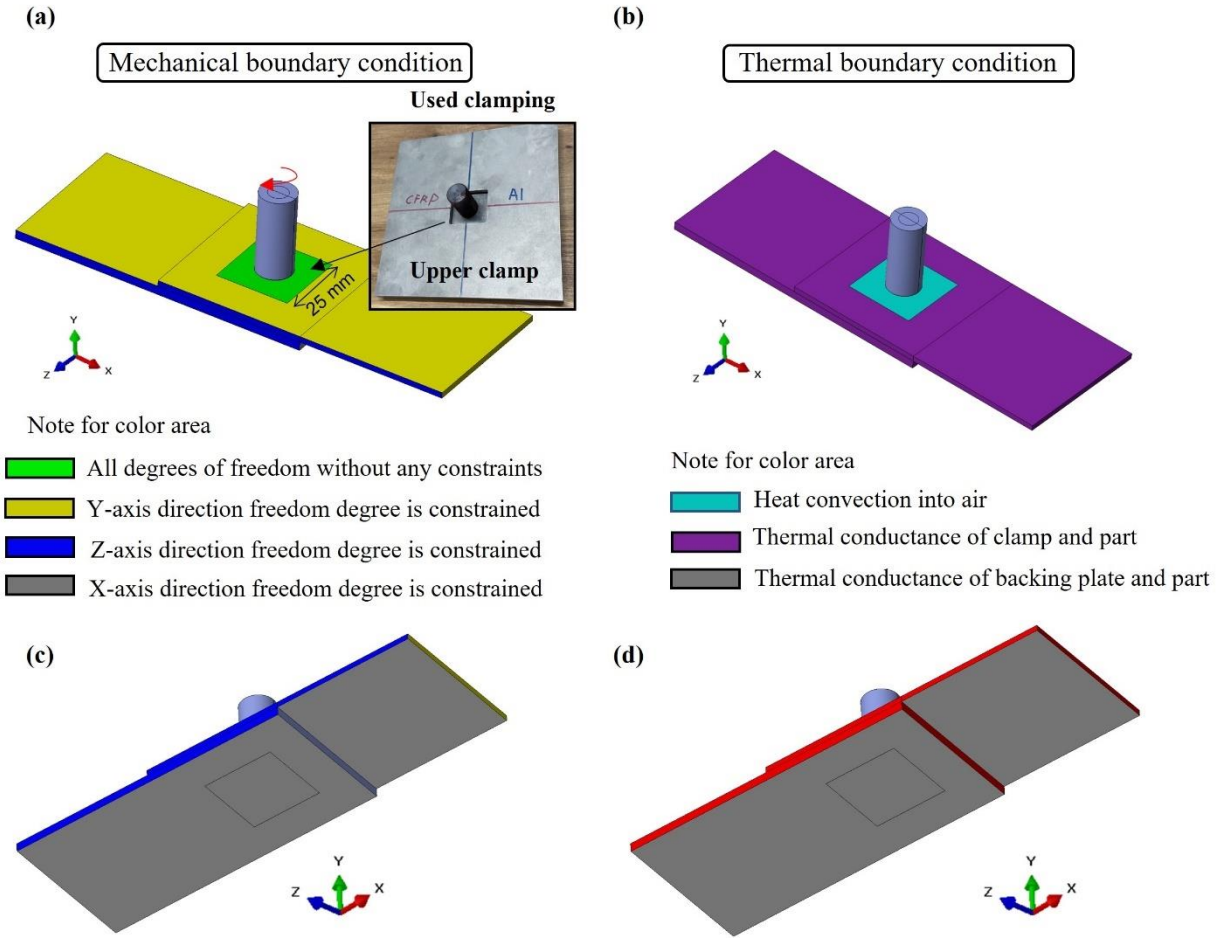 (a)
Mechanical boundary condition
Used clamping
CFRP
Al
Upper clamp
25 mm
Y
Z
X
Note for color area
All degrees of freedom without any constraints
Y-axis direction freedom degree is constrained
Z-axis direction freedom degree is constrained
X-axis direction freedom degree is constrained
(b)
Thermal boundary condition
Y
Z
X
Note for color area
Heat convection into air
Thermal conductance of clamp and part
Thermal conductance of backing plate and part
(c)
Y
Z
X
(d)
Y
Z
X